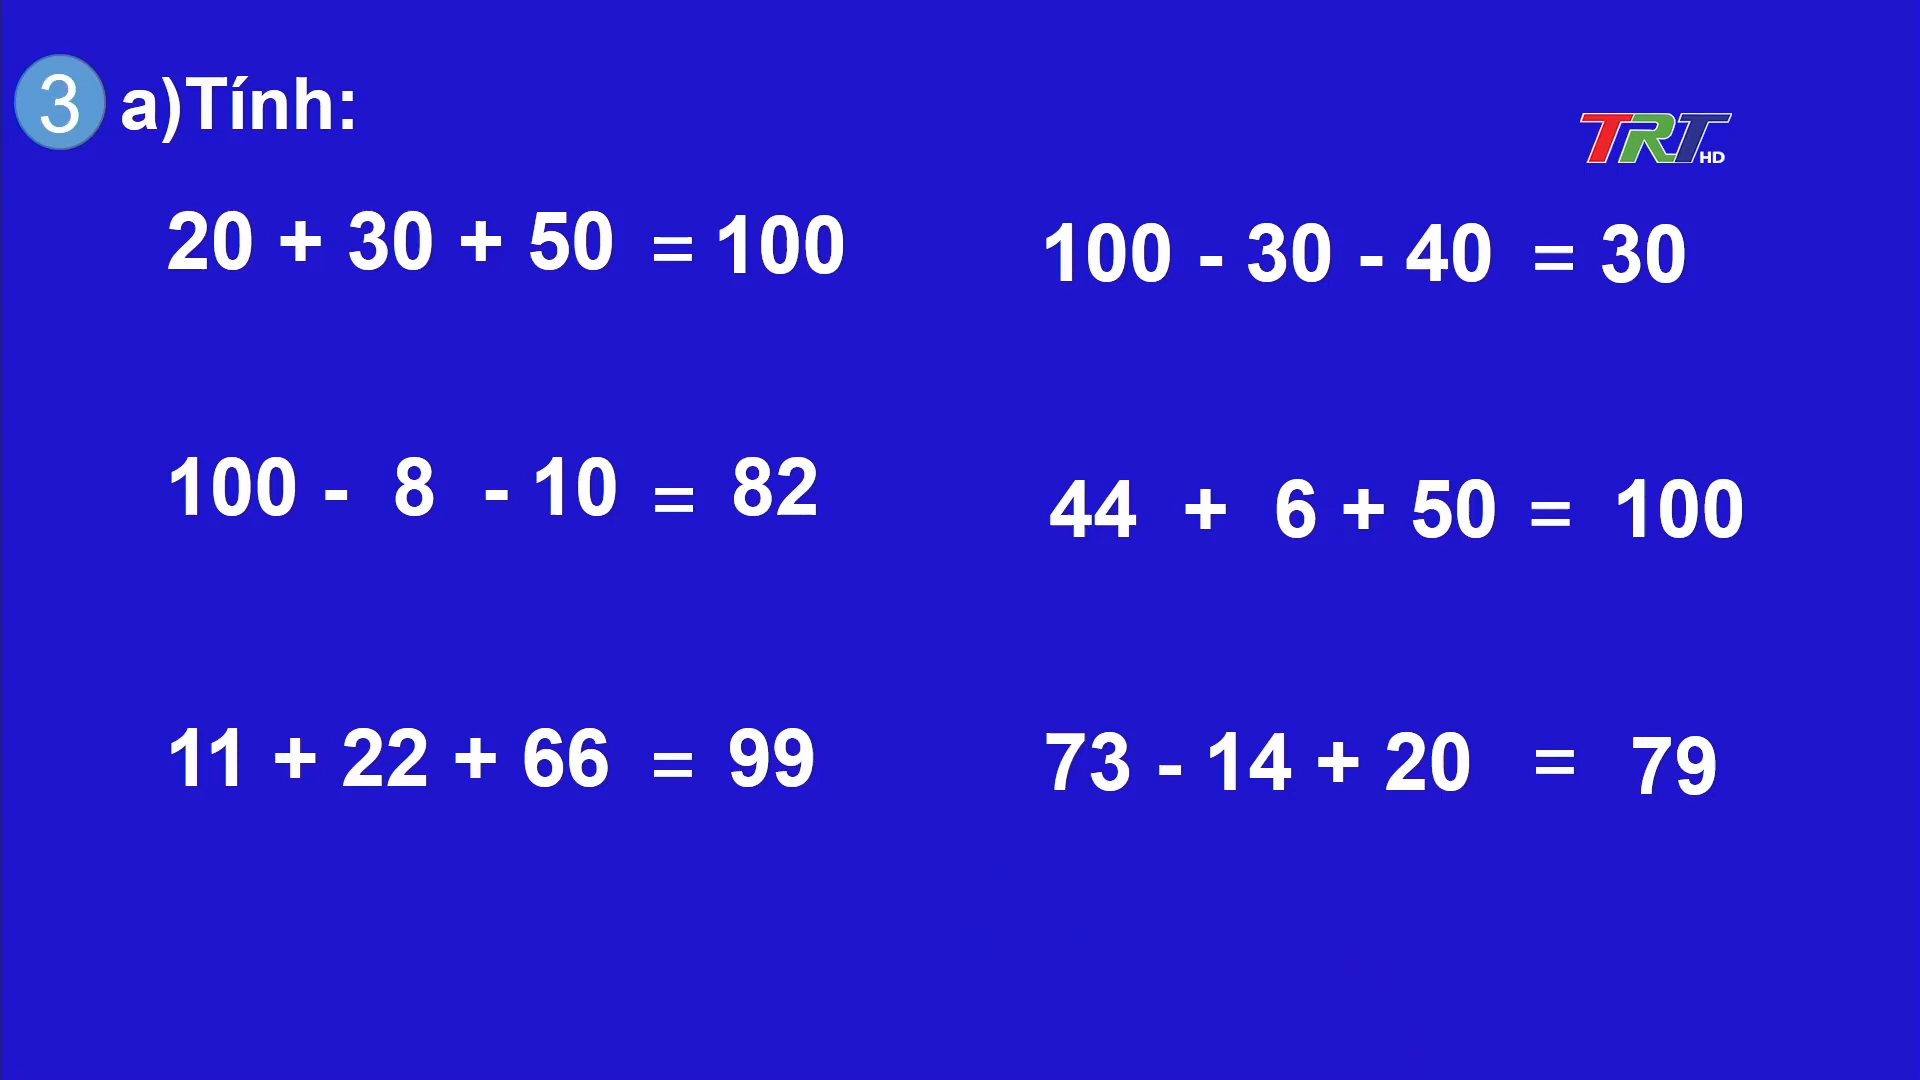 3 a)Tính:
TRT HD
20 + 30 + 50 = 100
100 - 30 - 40 = 30
100 - 8 - 10 = 82
44 + 6 + 50 = 100
11 + 22 + 66 = 99
73 - 14 + 20 = 79